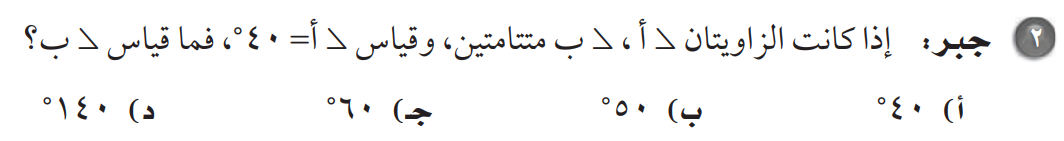 ٢ جبر: إذا كانت الزاويتان ∠ أ ، ∠ ب متتامتين، وقياس ∠ أ= ٤٠°، فما قياس ∠ ب؟
أ) ٤٠° ب) ٥٠° جـ) ٦٠° د) ١٤٠°